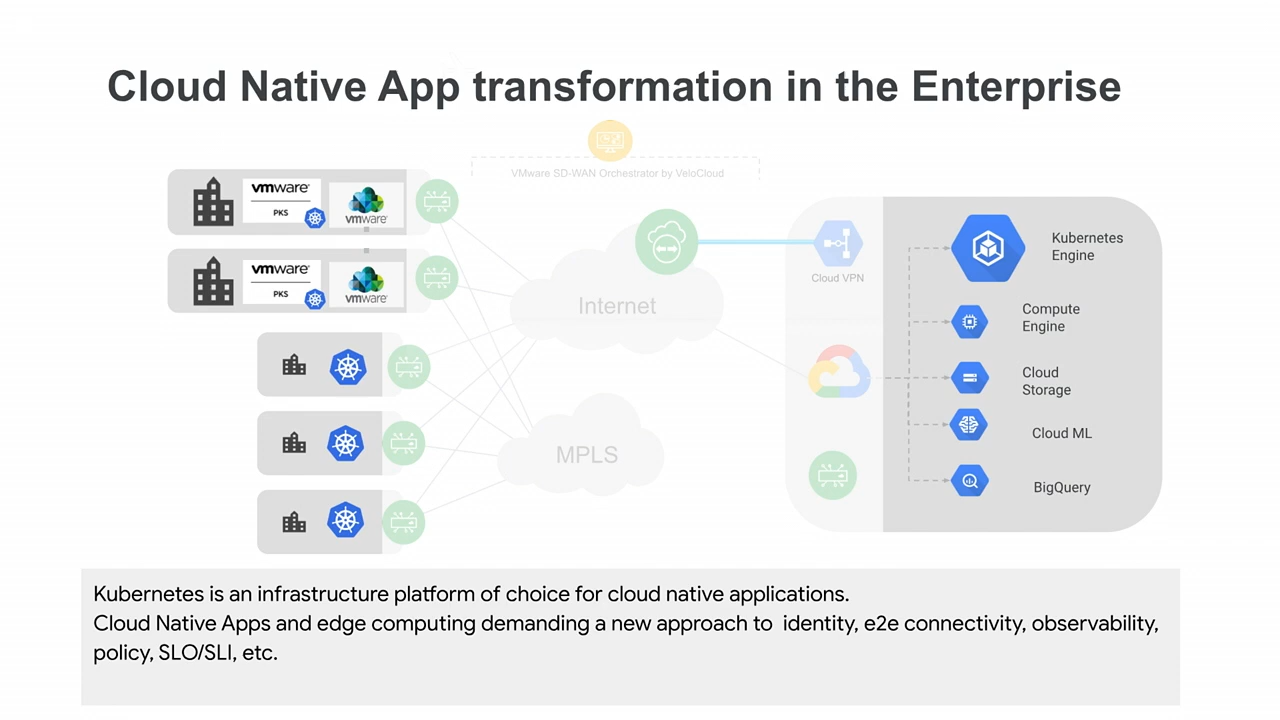 Cloud Native App transformation in the Enterprise
VMware SD-WAN Orchestrator by VeloCloud
vmware
PKS
vmware
vmware
PKS
vmware
Internet
MPLS
Cloud VPN
Kubernetes
Engine
Compute
Engine
Cloud
Storage
Cloud ML
BigQuery
Kubernetes is an infrastructure platform of choice for cloud native applications.
Cloud Native Apps and edge computing demanding a new approach to  identity, e2e connectivity, observability,
policy, SLO/SLI, etc.